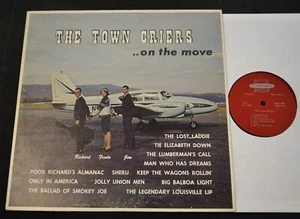 THE TOWN CRIERS
..on the move
Richard Freda Jim
THE LOST LADDIE
TIE ELIZABETH DOWN
THE LUMBERMAN'S CALL
MAN WHO HAS DREAMS
POOR RICHARD'S ALMANAC SHERU KEEP THE WAGONS ROLLIN
ONLY IN AMERICA JOLLY UNION MEN BIG BALBOA LIGHT
THE BALLAD OF SMOKEY JOE THE LEGENDARY LOUISVILLE LIP